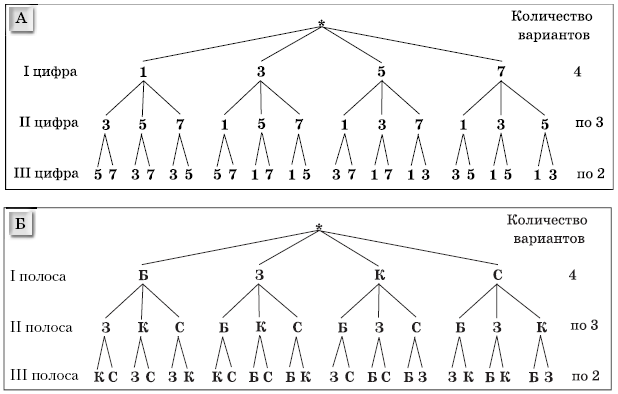 А
Количество
вариантов
*
I цифра 1 3 5 7 4
II цифра 3 5 7 1 5 7 1 3 7 1 3 5 по 3
III цифра 5 7 3 7 3 5 5 7 1 7 1 5 3 7 1 7 1 3 3 5 1 5 1 3 по 2
Б
Количество
вариантов
*
I полоса Б З К С 4
II полоса З К С Б К С Б З С Б З К по 3
III полоса К С З С З К К С Б С Б К З С Б С Б З З К Б К Б З по 2